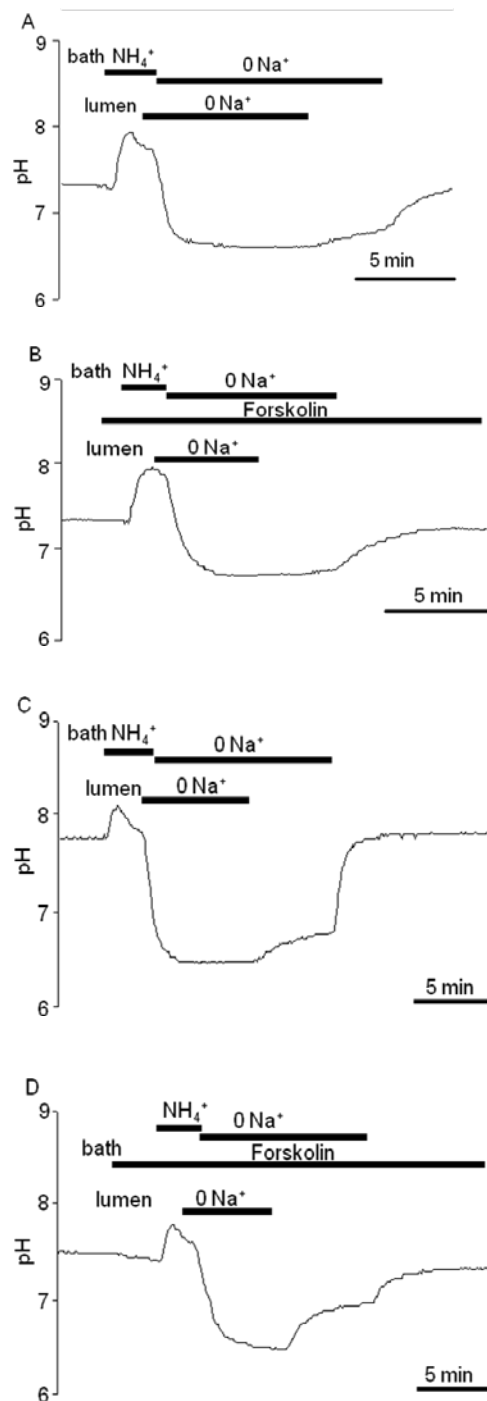 A
9
bath NH₄⁺
0 Na⁺
lumen 0 Na⁺
8
pH
7
5 min
6
B
9
bath NH₄⁺
0 Na⁺
Forskolin
lumen 0 Na⁺
8
pH
7
5 min
6
C
9
bath NH₄⁺
0 Na⁺
lumen 0 Na⁺
8
pH
7
5 min
6
D
9
NH₄⁺
0 Na⁺
bath Forskolin
lumen 0 Na⁺
8
pH
7
5 min
6